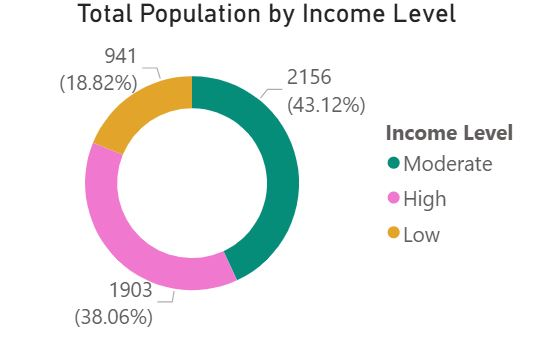 Total Population by Income Level
941
(18.82%)
2156
(43.12%)
Income Level
Moderate
High
Low
1903
(38.06%)